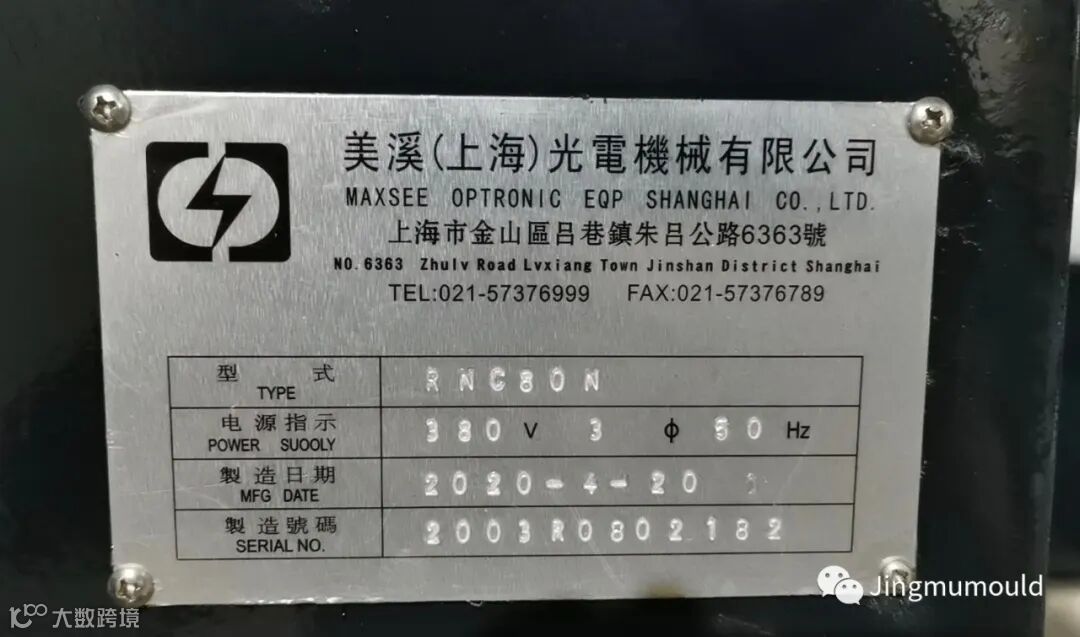 美溪(上海)光電機械有限公司
MAXSEE OPTRONIC EQP SHANGHAI CO.,LTD.
上海市金山區吕巷鎮朱吕公路6363號
NO.6363 Zhulv Road Lvxiang Town Jinshan District Shanghai
TEL:021-57376999 FAX:021-57376789
型 式 RNC80N
TYPE
电源指示 380 V 3 ф 50 Hz
POWER SUOOLY
製造日期 2020-4-20
MFG DATE
製造號碼 2003R0802182
SERIAL NO.
Jingmumould
大数跨境